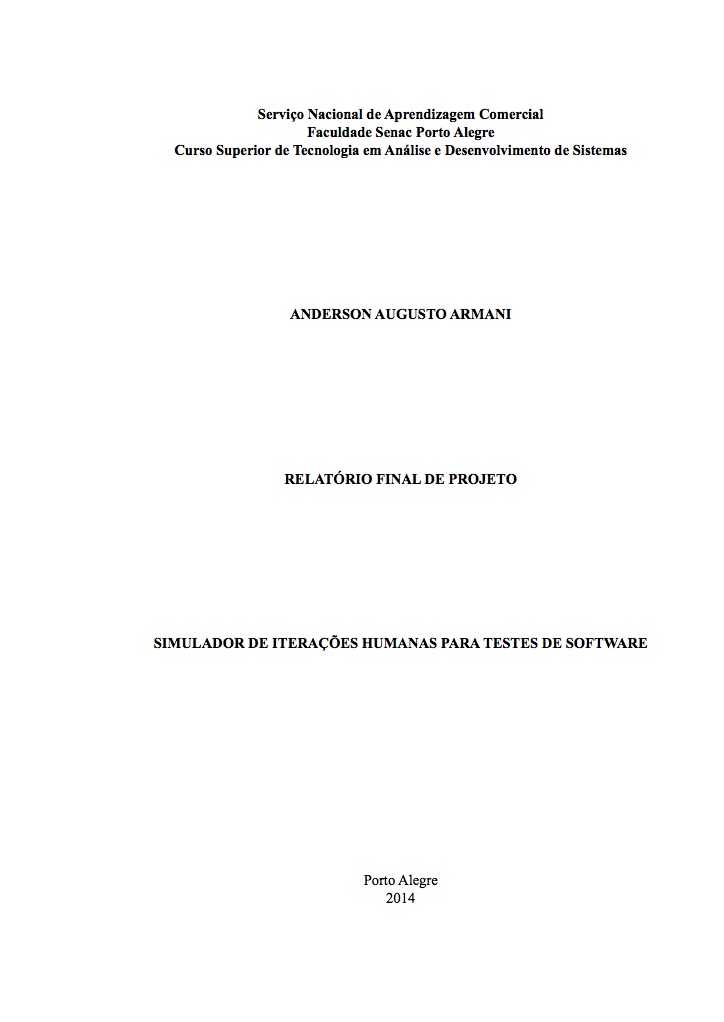 Serviço Nacional de Aprendizagem Comercial
Faculdade Senac Porto Alegre
Curso Superior de Tecnologia em Análise e Desenvolvimento de Sistemas
ANDERSON AUGUSTO ARMANI
RELATÓRIO FINAL DE PROJETO
SIMULADOR DE ITERAÇÕES HUMANAS PARA TESTES DE SOFTWARE
Porto Alegre
2014